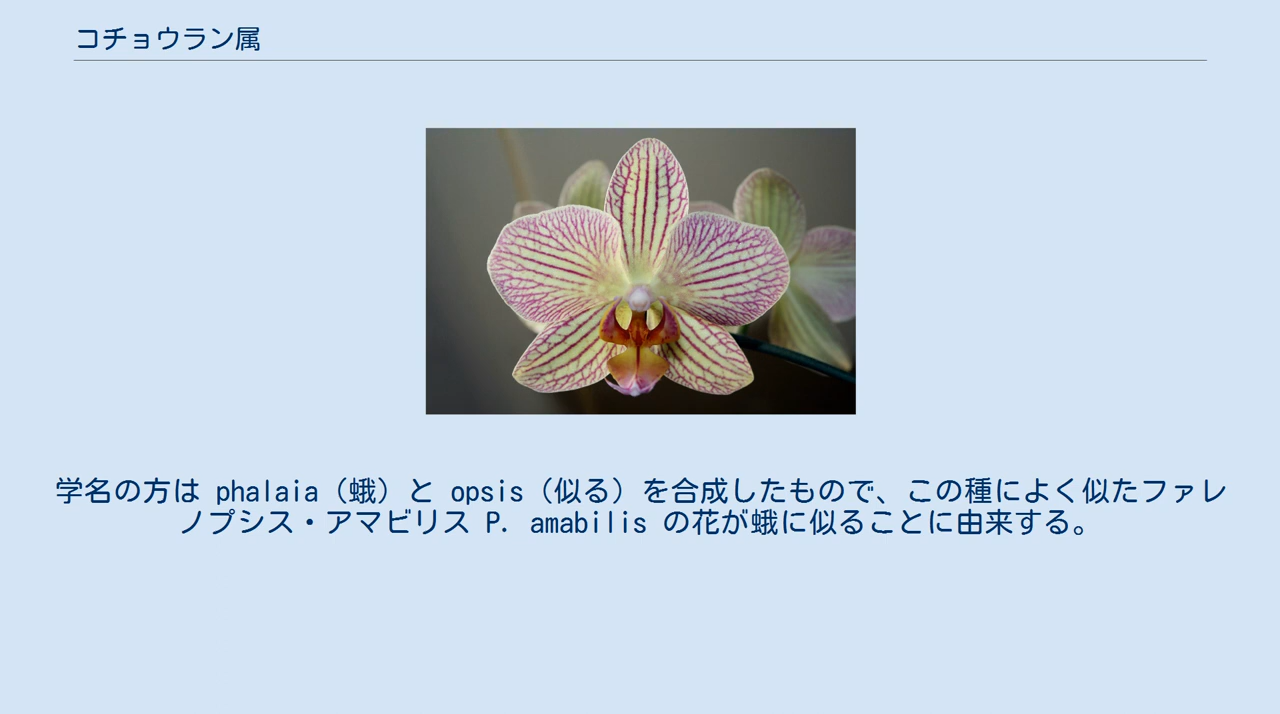 コチョウラン属
学名の方は phalaia（蛾）と opsis（似る）を合成したもので、この種によく似たファレ
ノプシス・アマビリス P. amabilis の花が蛾に似ることに由来する。